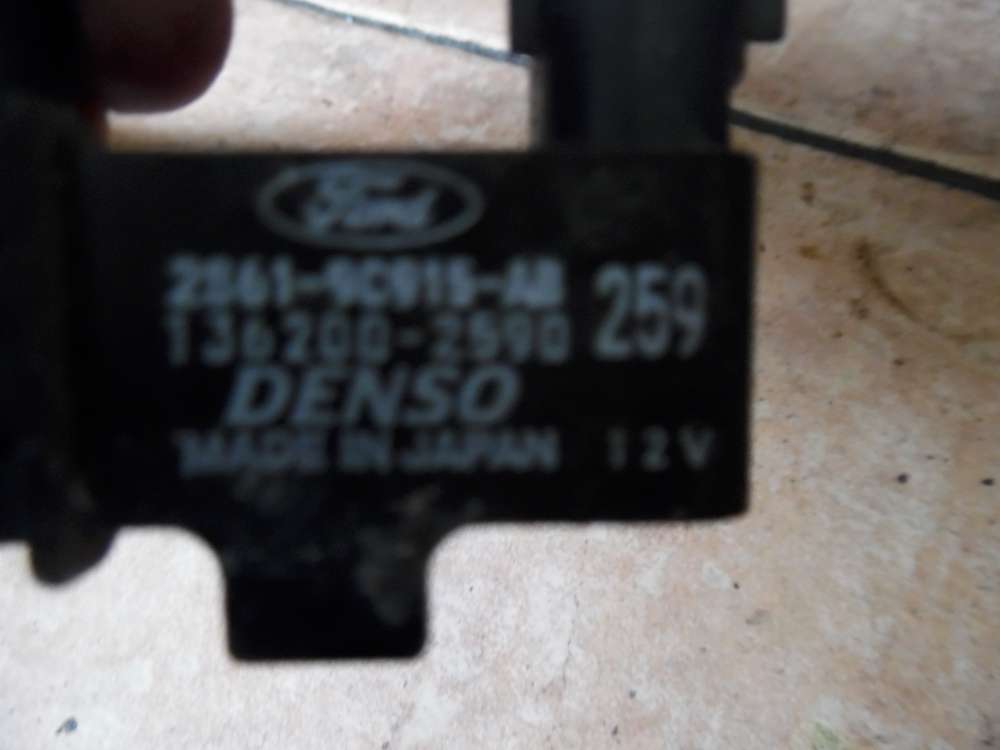 Ford
2S61-9C915-AB
136200-2590 259
DENSO
MADE IN JAPAN 12V